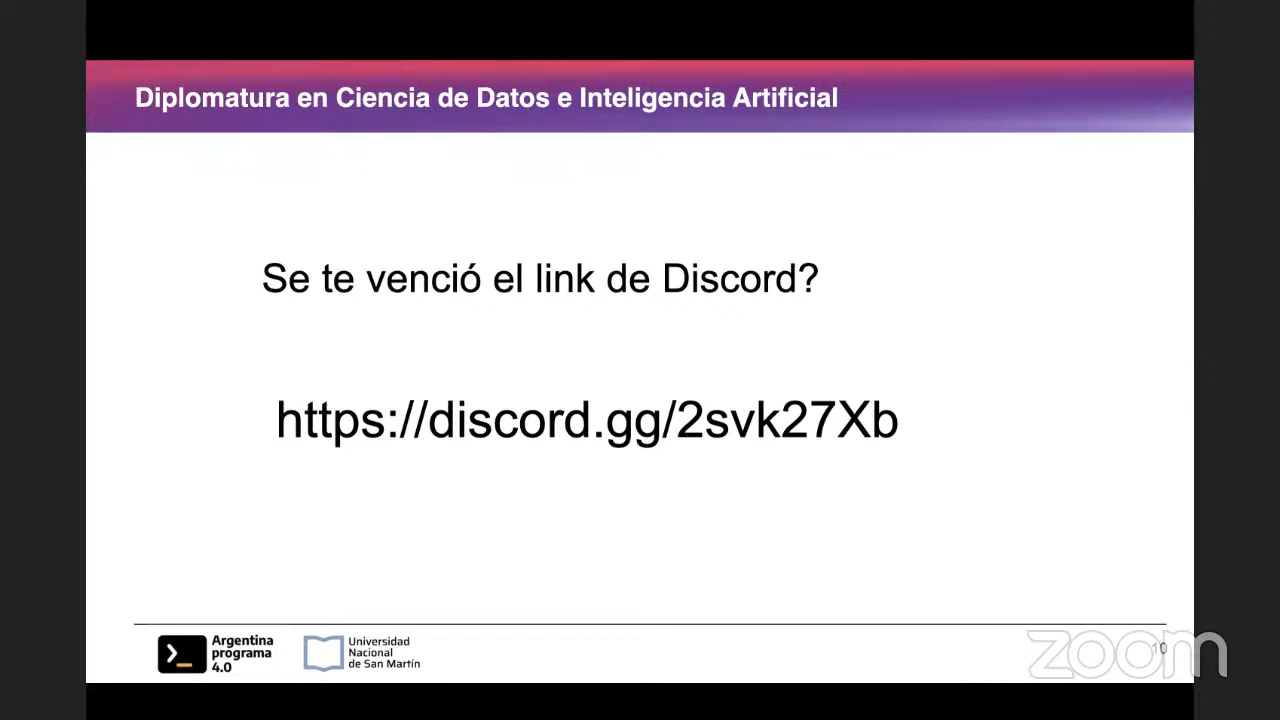 Diplomatura en Ciencia de Datos e Inteligencia Artificial
Se te venció el link de Discord?
https://discord.gg/2svk27Xb
Argentina
programa
4.0
Universidad
Nacional
de San Martín
10
zoom